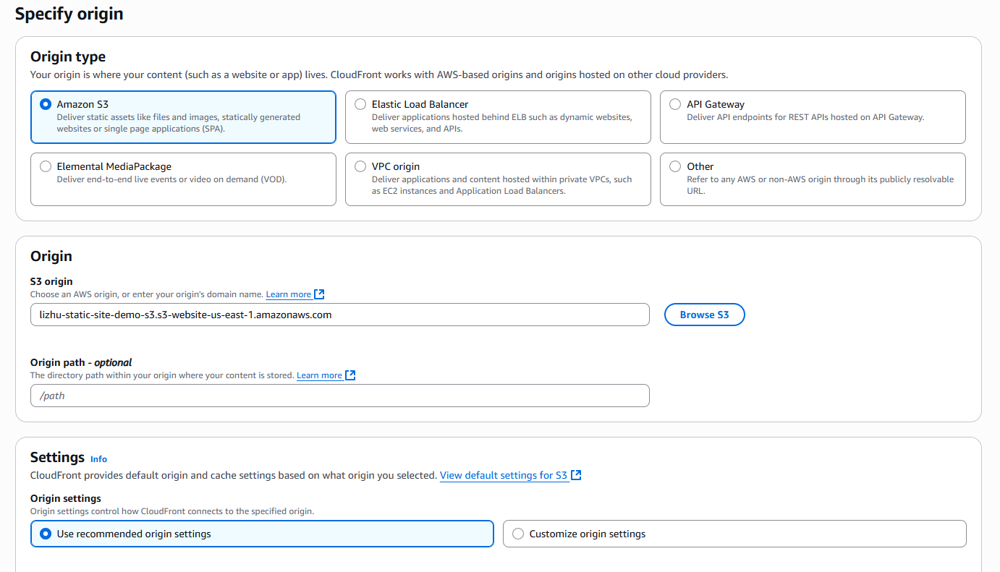 Specify origin
Origin type
Your origin is where your content (such as a website or app) lives. CloudFront works with AWS-based origins and origins hosted on other cloud providers.
Amazon S3
Deliver static assets like files and images, statically generated
websites or single page applications (SPA).
Elastic Load Balancer
Deliver applications hosted behind ELB such as dynamic websites,
web services, and APIs.
API Gateway
Deliver API endpoints for REST APIs hosted on API Gateway.
Elemental MediaPackage
Deliver end-to-end live events or video on demand (VOD).
VPC origin
Deliver applications and content hosted within private VPCs, such
as EC2 instances and Application Load Balancers.
Other
Refer to any AWS or non-AWS origin through its publicly resolvable
URL.
Origin
S3 origin
Choose an AWS origin, or enter your origin's domain name. Learn more
lizhu-static-site-demo-s3.s3-website-us-east-1.amazonaws.com
Browse S3
Origin path - optional
The directory path within your origin where your content is stored. Learn more
/path
Settings Info
CloudFront provides default origin and cache settings based on what origin you selected. View default settings for S3
Origin settings
Origin settings control how CloudFront connects to the specified origin.
Use recommended origin settings
Customize origin settings